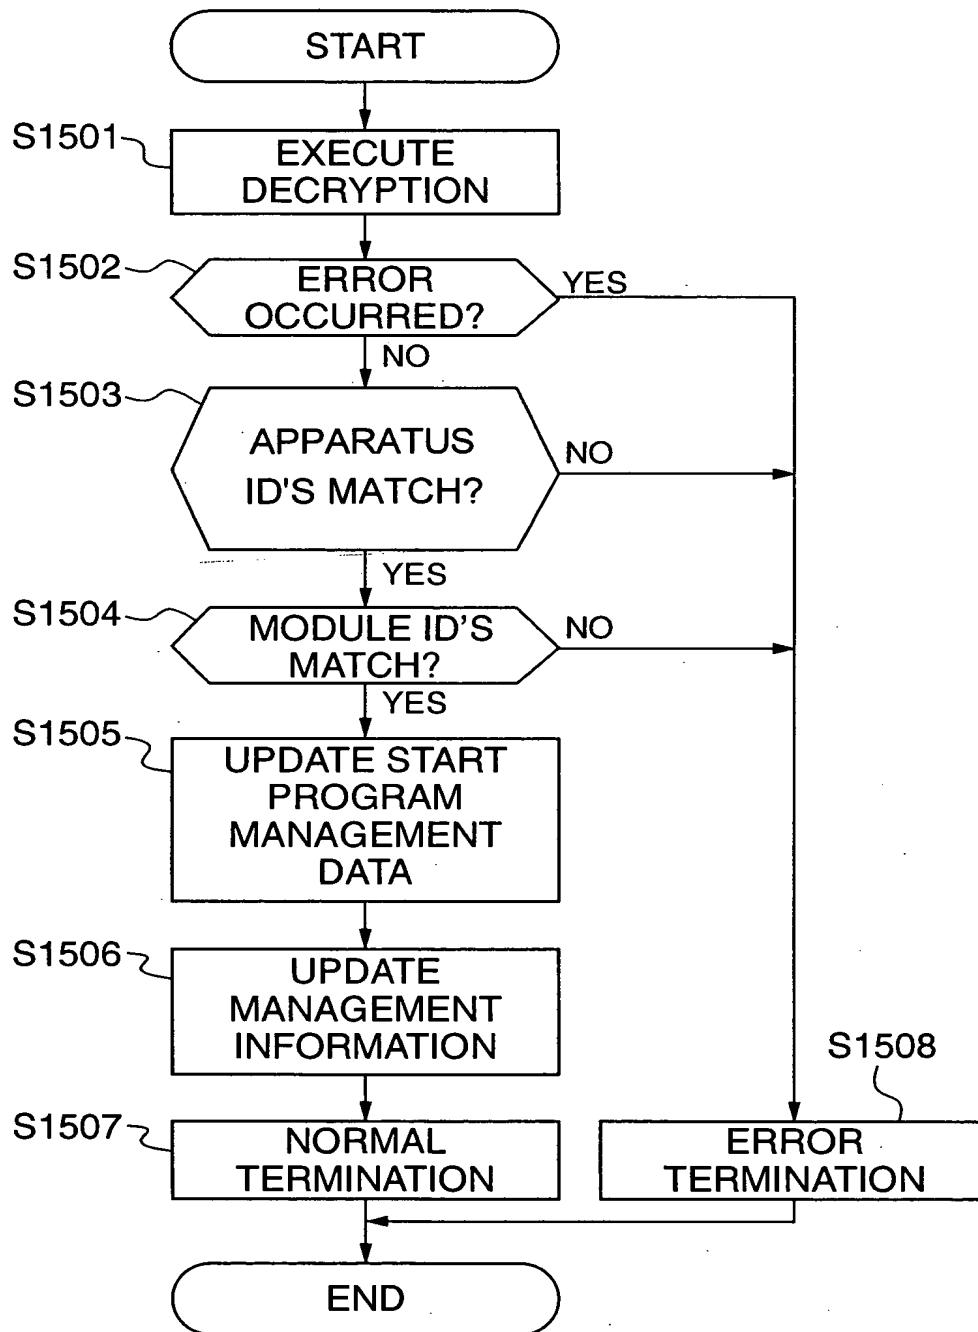 START
S1501
EXECUTE
DECRYPTION
S1502
ERROR
OCCURRED?
YES
NO
S1503
APPARATUS
ID'S MATCH?
NO
YES
S1504
MODULE ID'S
MATCH?
NO
YES
S1505
UPDATE START
PROGRAM
MANAGEMENT
DATA
S1506
UPDATE
MANAGEMENT
INFORMATION
S1507
NORMAL
TERMINATION
S1508
ERROR
TERMINATION
END